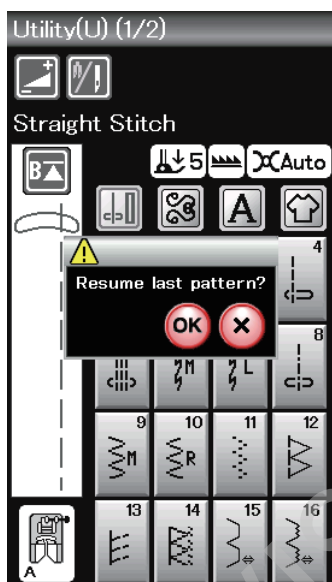 Utility(U) (1/2)
Straight Stitch
5 Auto
B
A
4
Resume last pattern?
OK
8
M L
9 10 11 12
M R
13 14 15 16
A